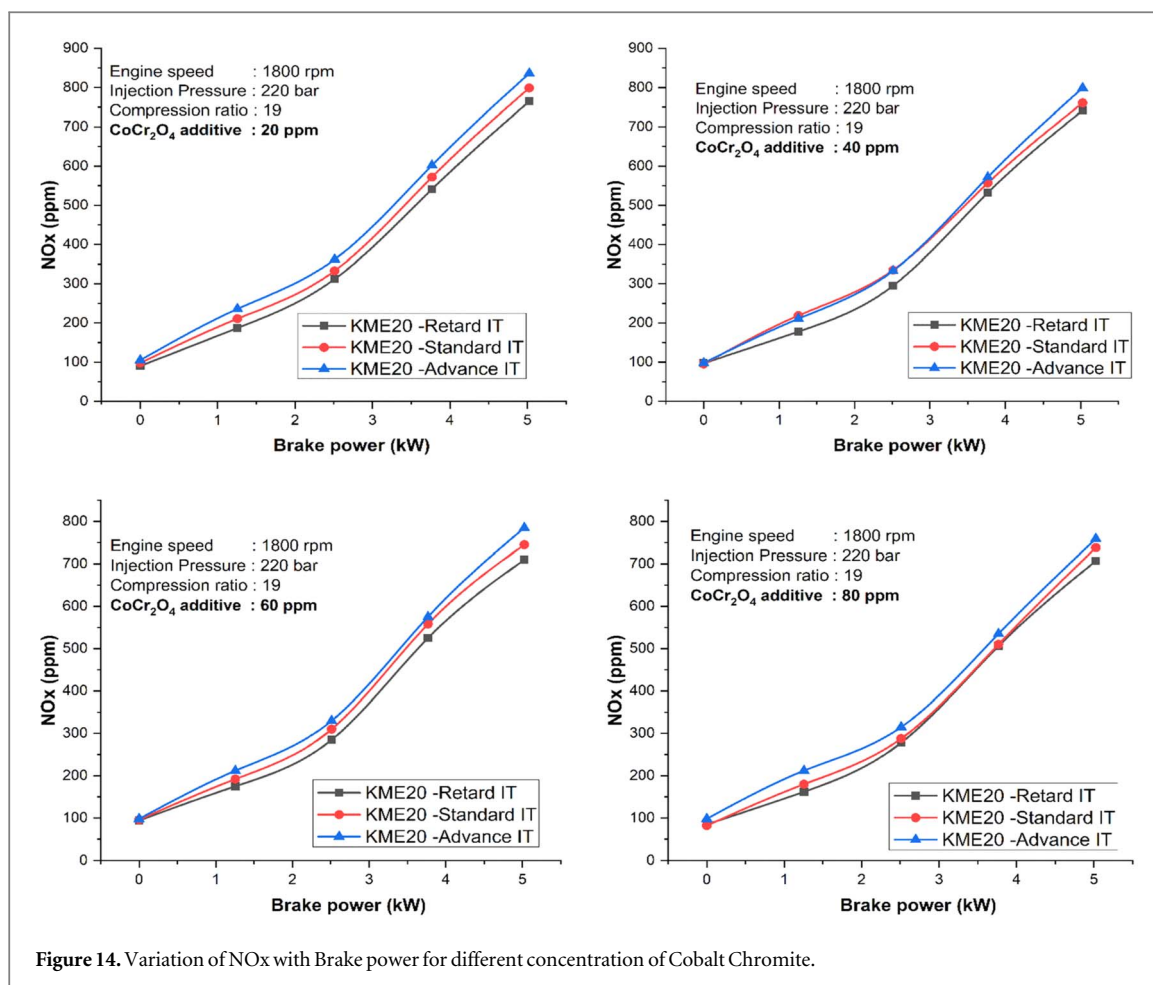 900
800
700
600
500
400
300
200
100
0
NOx (ppm)
Engine speed : 1800 rpm
Injection Pressure : 220 bar
Compression ratio : 19
CoCr₂O₄ additive : 20 ppm
KME20 -Retard IT
KME20 -Standard IT
KME20 -Advance IT
0 1 2 3 4 5
Brake power (kW)
900
800
700
600
500
400
300
200
100
0
NOx (ppm)
Engine speed : 1800 rpm
Injection Pressure : 220 bar
Compression ratio : 19
CoCr₂O₄ additive : 40 ppm
KME20 -Retard IT
KME20 -Standard IT
KME20 -Advance IT
0 1 2 3 4 5
Brake power (kW)
800
700
600
500
400
300
200
100
0
NOx (ppm)
Engine speed : 1800 rpm
Injection Pressure : 220 bar
Compression ratio : 19
CoCr₂O₄ additive : 60 ppm
KME20 -Retard IT
KME20 -Standard IT
KME20 -Advance IT
0 1 2 3 4 5
Brake power (kW)
800
700
600
500
400
300
200
100
0
NOx (ppm)
Engine speed : 1800 rpm
Injection Pressure : 220 bar
Compression ratio : 19
CoCr₂O₄ additive : 80 ppm
KME20 -Retard IT
KME20 -Standard IT
KME20 -Advance IT
0 1 2 3 4 5
Brake power (kW)
Figure 14. Variation of NOx with Brake power for different concentration of Cobalt Chromite.